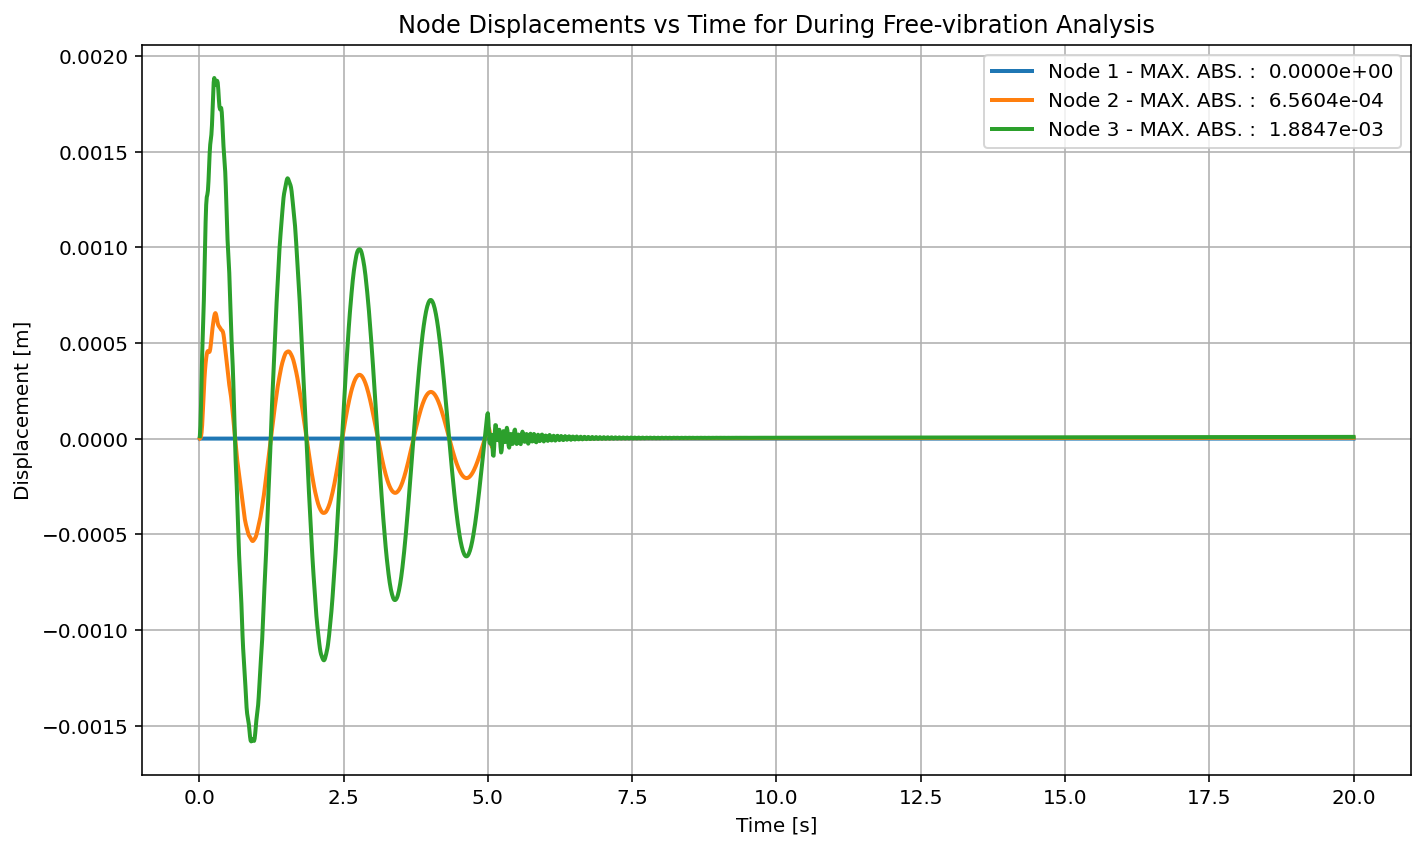 Node Displacements vs Time for During Free-vibration Analysis
Node 1 - MAX. ABS. :  0.0000e+00
Node 2 - MAX. ABS. :  6.5604e-04
Node 3 - MAX. ABS. :  1.8847e-03
Displacement [m]
0.0020
0.0015
0.0010
0.0005
0.0000
−0.0005
−0.0010
−0.0015
0.0 2.5 5.0 7.5 10.0 12.5 15.0 17.5 20.0
Time [s]